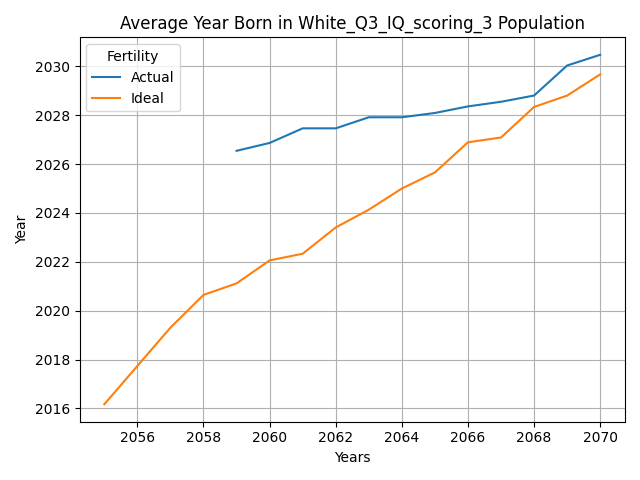 Average Year Born in White_Q3_IQ_scoring_3 Population
Fertility
Actual
Ideal
2030
2028
2026
2024
2022
2020
2018
2016
Year
2056 2058 2060 2062 2064 2066 2068 2070
Years